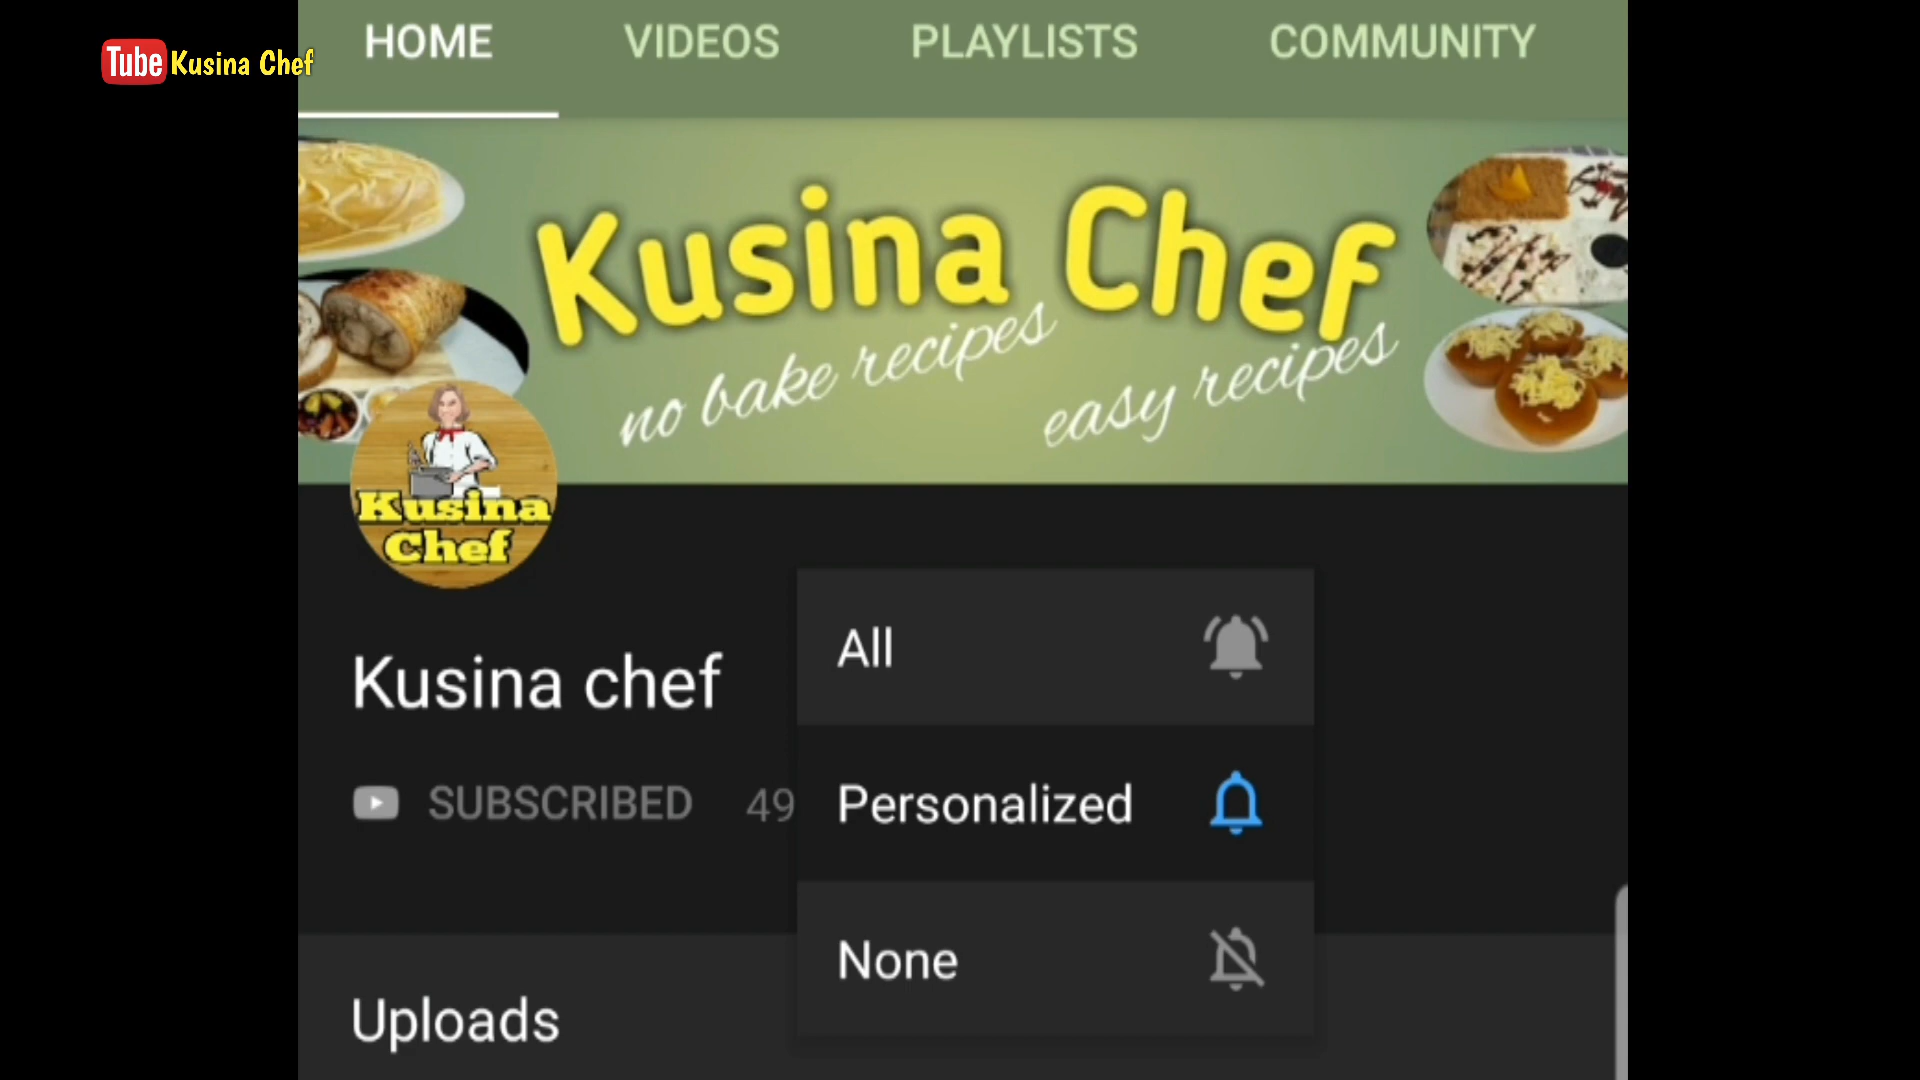 Tube Kusina Chef
HOME VIDEOS PLAYLISTS COMMUNITY
Kusina Chef
no bake recipes
easy recipes
Kusina
Chef
Kusina chef
SUBSCRIBED 49
All
Personalized
None
Uploads